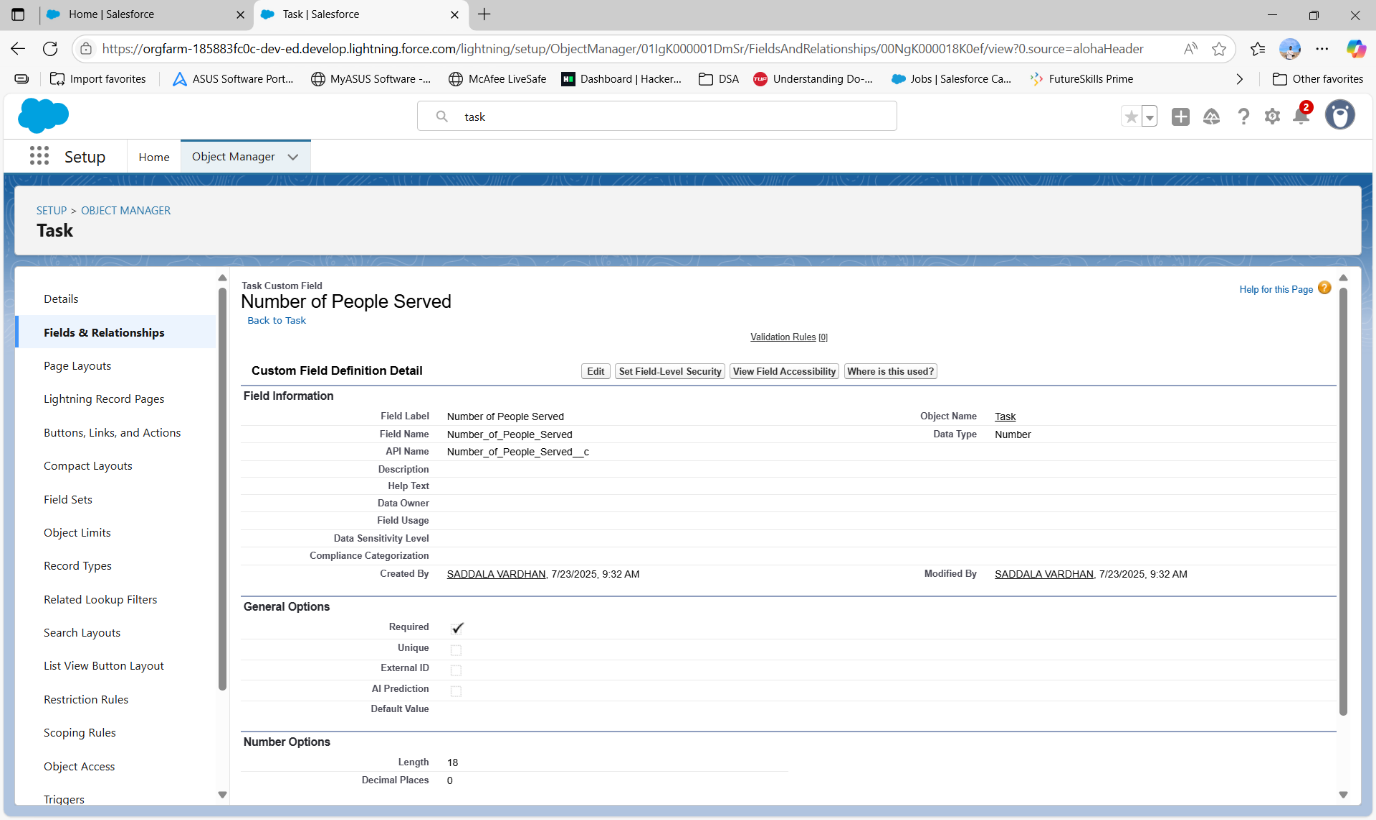 Home | Salesforce
Task | Salesforce
https://orgfarm-185883fc0c-dev-ed.develop.lightning.force.com/lightning/setup/ObjectManager/01IgK000001DmSr/FieldsAndRelationships/00NgK000018K0ef/view?0.source=alohaHeader
Import favorites
ASUS Software Port...
MyASUS Software -...
McAfee LiveSafe
Dashboard | Hacker...
DSA
Understanding Do-...
Jobs | Salesforce Ca...
FutureSkills Prime
Other favorites
task
2
Setup
Home
Object Manager
SETUP > OBJECT MANAGER
Task
Details
Fields & Relationships
Page Layouts
Lightning Record Pages
Buttons, Links, and Actions
Compact Layouts
Field Sets
Object Limits
Record Types
Related Lookup Filters
Search Layouts
List View Button Layout
Restriction Rules
Scoping Rules
Object Access
Triggers
Task Custom Field
Number of People Served
Back to Task
Help for this Page
Validation Rules [0]
Custom Field Definition Detail
Edit
Set Field-Level Security
View Field Accessibility
Where is this used?
Field Information
Field Label Number of People Served Object Name Task
Field Name Number_of_People_Served Data Type Number
API Name Number_of_People_Served__c
Description
Help Text
Data Owner
Field Usage
Data Sensitivity Level
Compliance Categorization
Created By SADDALA VARDHAN, 7/23/2025, 9:32 AM Modified By SADDALA VARDHAN, 7/23/2025, 9:32 AM
General Options
Required
Unique
External ID
AI Prediction
Default Value
Number Options
Length 18
Decimal Places 0